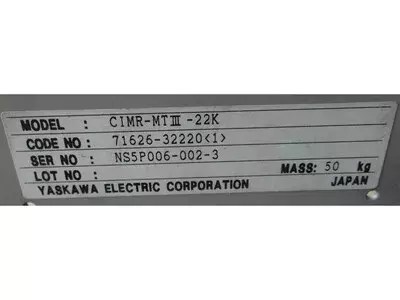 MODEL : CIMR-MTⅢ-22K
CODE NO : 71626-32220<1>
SER NO : NS5P006-002-3
LOT NO : MASS: 50 kg
YASKAWA ELECTRIC CORPORATION JAPAN